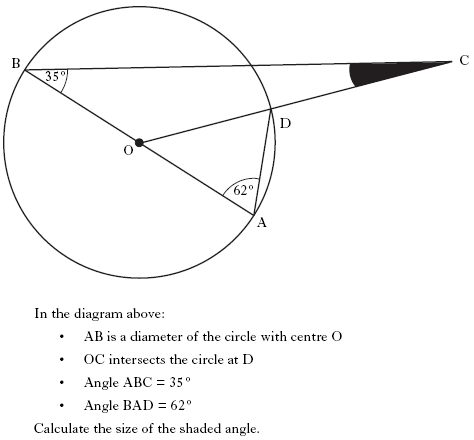 B
C
35°
D
O
62°
A
In the diagram above:
• AB is a diameter of the circle with centre O
• OC intersects the circle at D
• Angle ABC = 35°
• Angle BAD = 62°
Calculate the size of the shaded angle.